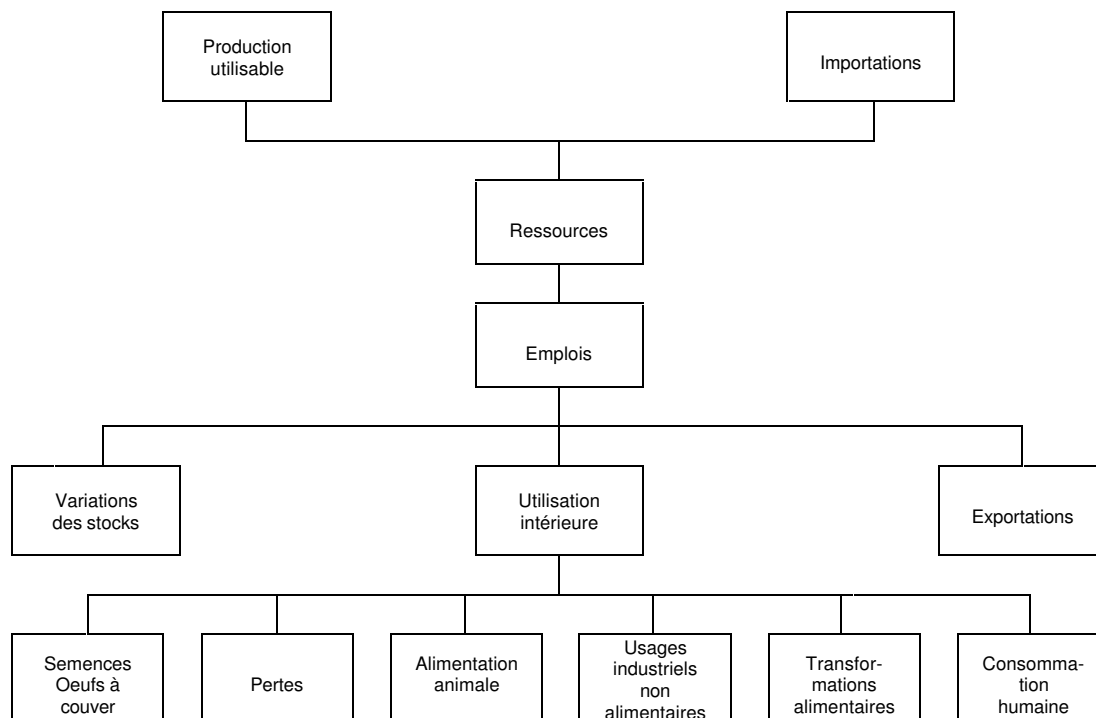 Production
utilisable
Importations
Ressources
Emplois
Variations
des stocks
Utilisation
intérieure
Exportations
Semences
Oeufs à
couver
Pertes
Alimentation
animale
Usages
industriels
non
alimentaires
Transfor-
mations
alimentaires
Consomma-
tion
humaine